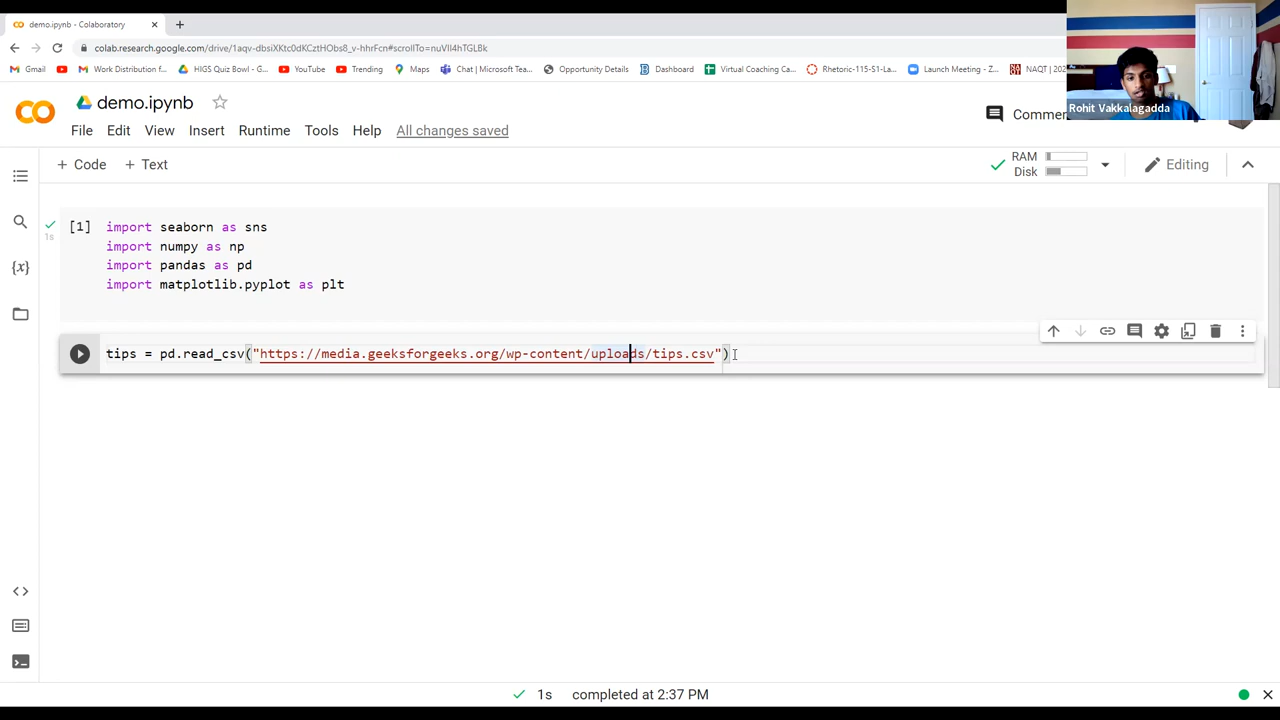 demo.ipynb - Colaboratory
colab.research.google.com/drive/1aqv-dbsiXKtc0dKCztHObs8_v-hhrFcn#scrollTo=nuVlI4hTGLBk
Gmail
Work Distribution f...
HIGS Quiz Bowl - G...
YouTube
Maps
Chat | Microsoft Tea...
Opportunity Details
Dashboard
Virtual Coaching Ca...
Rhetoric-115-S1-La...
Launch Meeting - Z...
Rohit Vakkalagadda
demo.ipynb
File Edit View Insert Runtime Tools Help All changes saved
+ Code + Text
RAM
Disk
Editing
[1] import seaborn as sns
1s import numpy as np
import pandas as pd
import matplotlib.pyplot as plt
tips = pd.read_csv("https://media.geeksforgeeks.org/wp-content/uploads/tips.csv")
1s completed at 2:37 PM